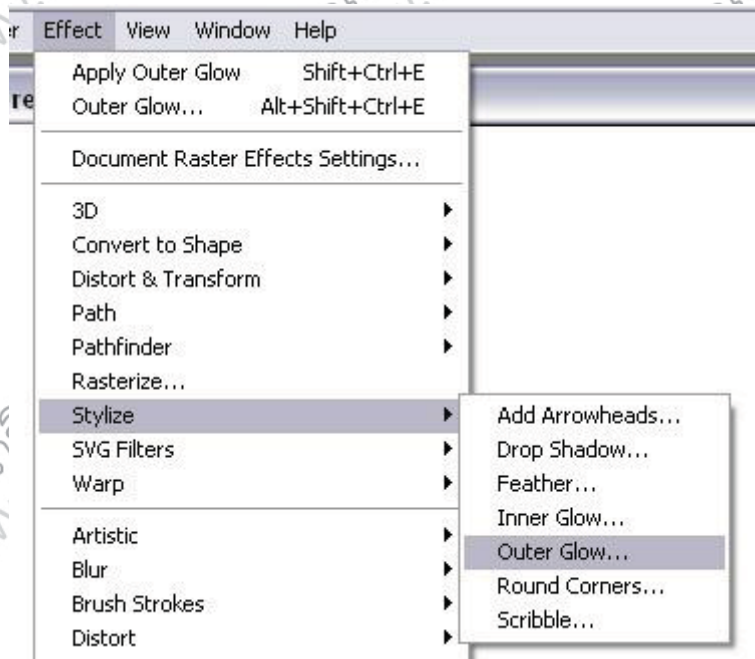 r Effect View Window Help
Apply Outer Glow Shift+Ctrl+E
re
Outer Glow... Alt+Shift+Ctrl+E
Document Raster Effects Settings...
3D
Convert to Shape
Distort & Transform
Path
Pathfinder
Rasterize...
Stylize
SVG Filters
Warp
Artistic
Blur
Brush Strokes
Distort
Add Arrowheads...
Drop Shadow...
Feather...
Inner Glow...
Outer Glow...
Round Corners...
Scribble...